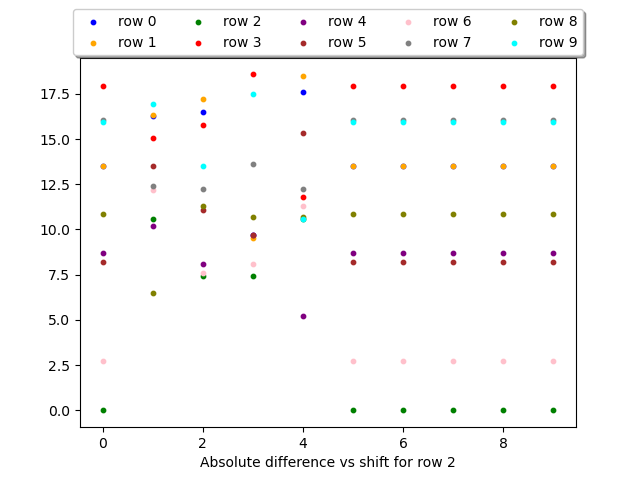 row 0 row 2 row 4 row 6 row 8
row 1 row 3 row 5 row 7 row 9
17.5
15.0
12.5
10.0
7.5
5.0
2.5
0.0
0 2 4 6 8
Absolute difference vs shift for row 2